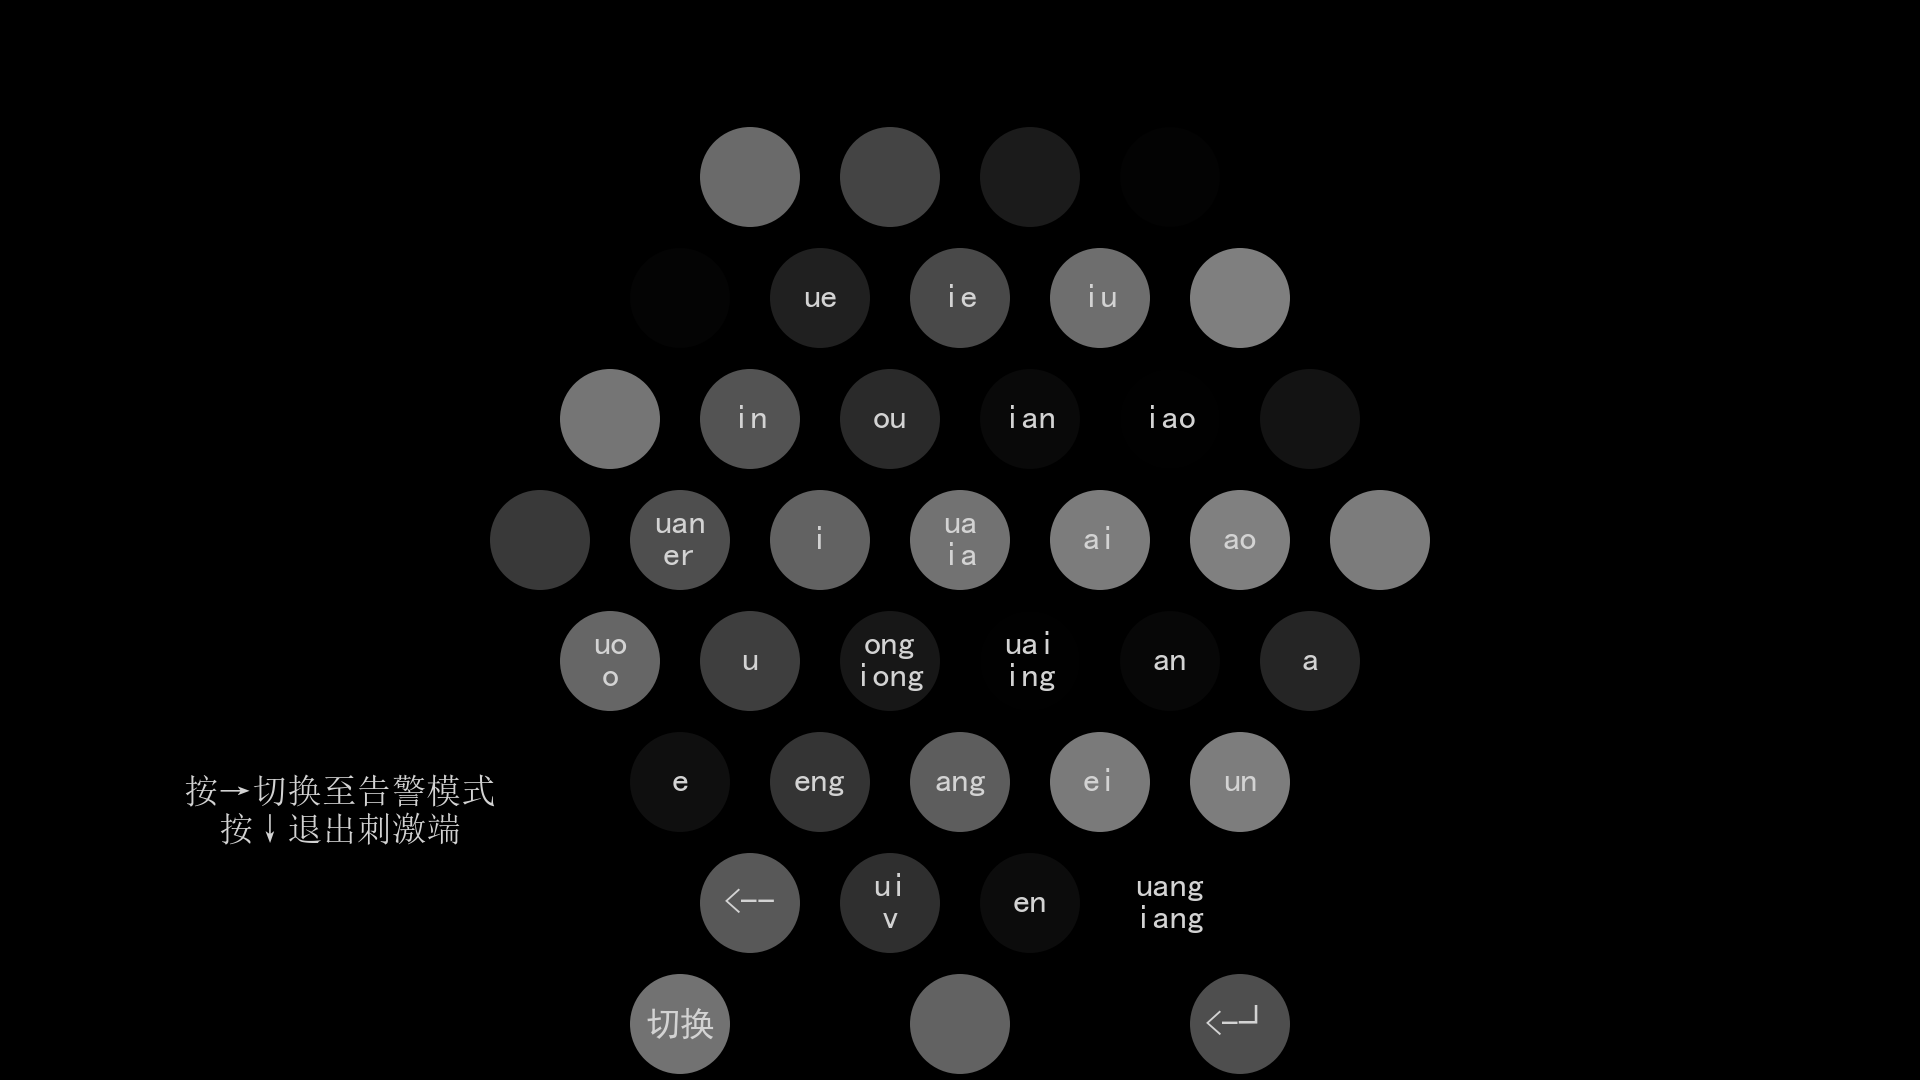 ue ie iu
in ou ian iao
uan
er
i
ua
ia
ai
ao
uo
o
u
ong
iong
uai
ing
an
a
按→切换至告警模式
按↓退出刺激端
e eng ang ei un
<--
ui
v
en
uang
iang
切换
<-┘